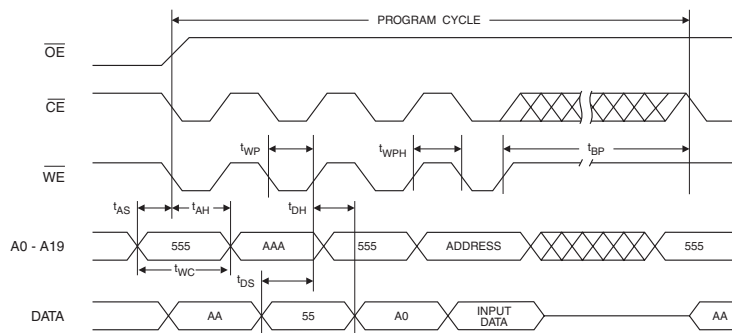 PROGRAM CYCLE
OE
CE
tWP
tWPH
tBP
WE
tAS
tAH
tDH
A0 - A19
555
AAA
555
ADDRESS
555
tWC
tDS
DATA
AA
55
A0
INPUT
DATA
AA